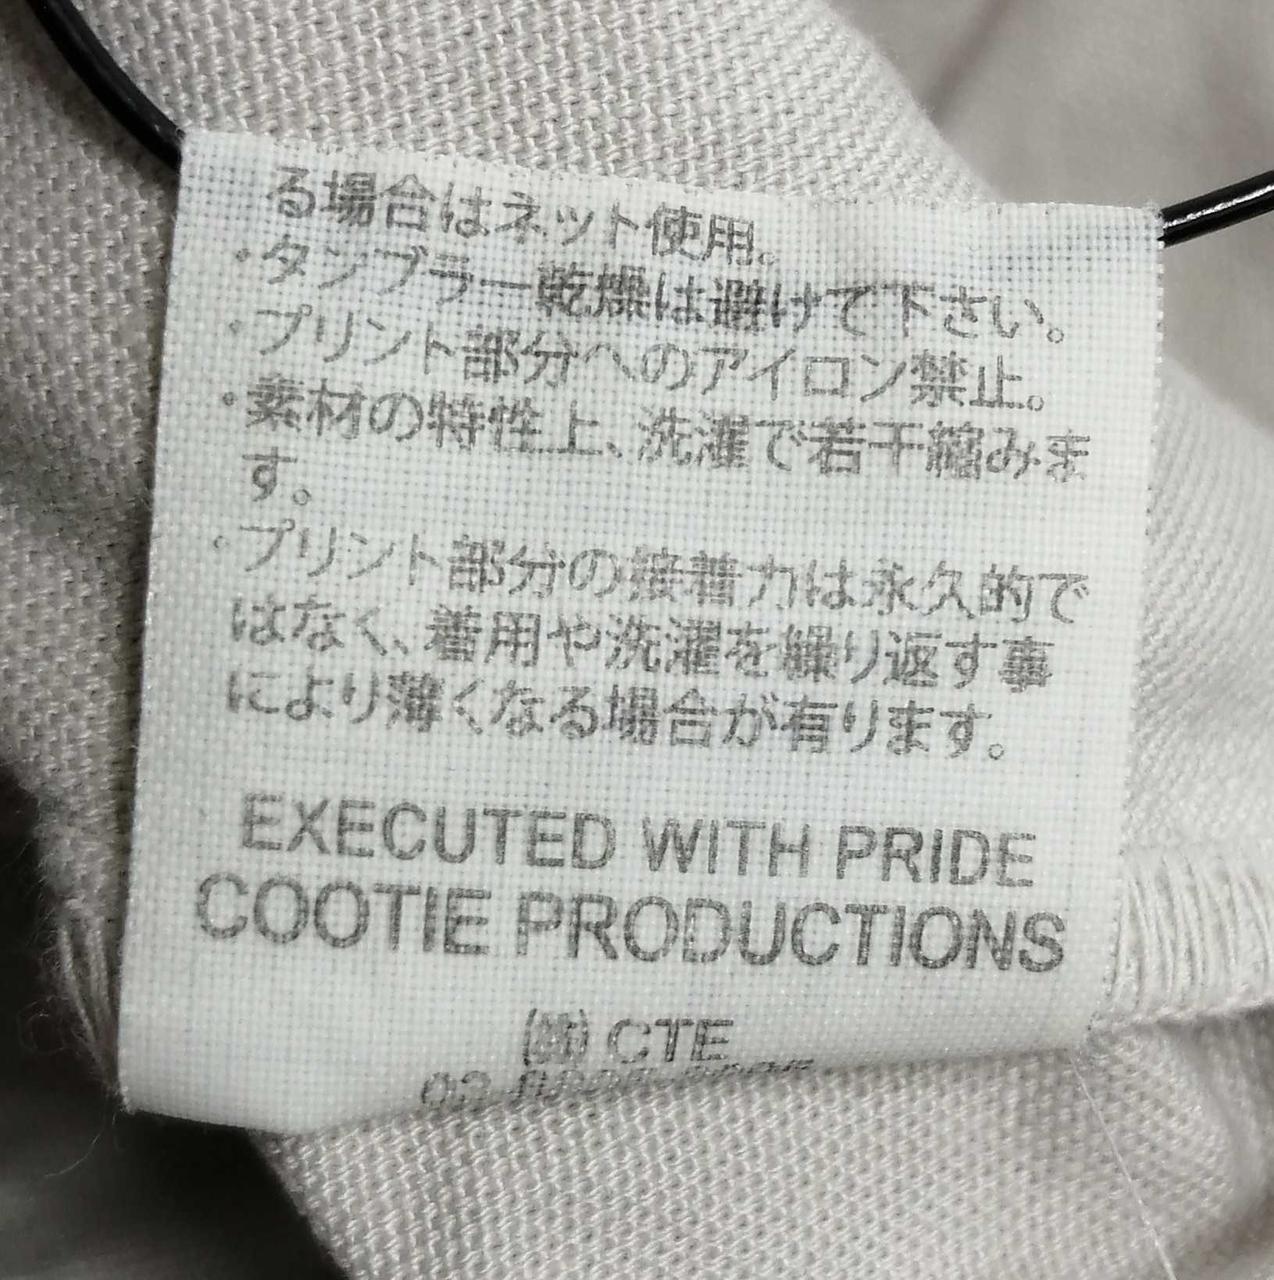 る場合はネット使用。
・タンブラー乾燥は避けて下さい。
・プリント部分へのアイロン禁止。
・素材の特性上、洗濯で若干縮みま
す。
・プリント部分の接着力は永久的で
はなく、着用や洗濯を繰り返す事
により薄くなる場合が有ります。
EXECUTED WITH PRIDE
COOTIE PRODUCTIONS
㈱ CTE